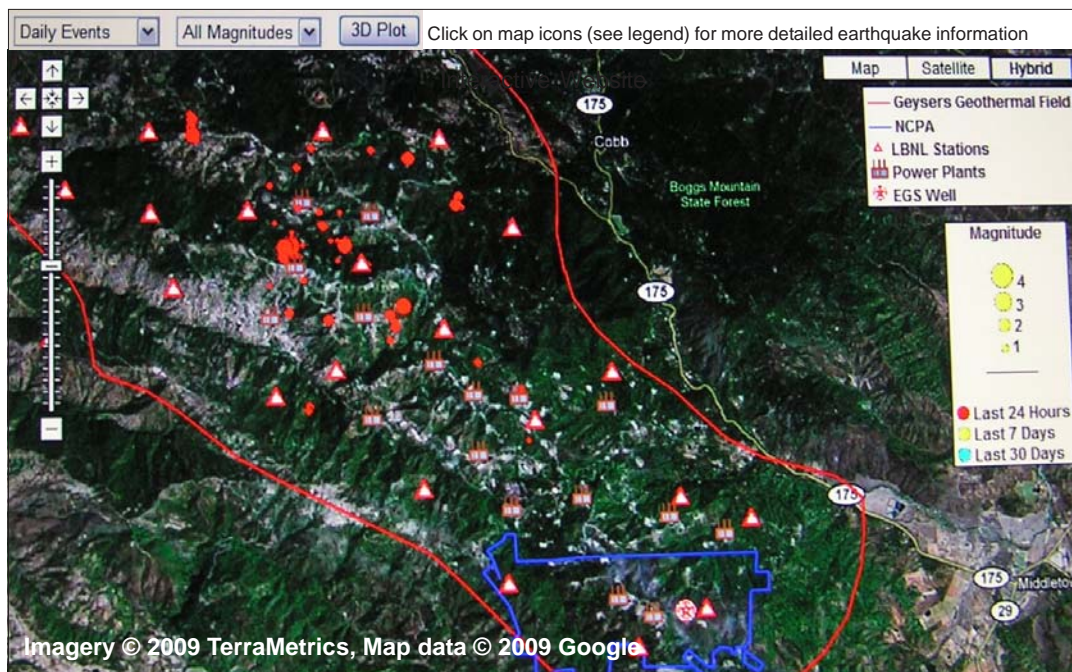 Daily Events
All Magnitudes
3D Plot
Click on map icons (see legend) for more detailed earthquake information
Map
Satellite
Hybrid
Geysers Geothermal Field
NCPA
LBNL Stations
Power Plants
EGS Well
175
Cobb
Boggs Mountain
State Forest
175
Magnitude
4
3
2
1
Last 24 Hours
Last 7 Days
Last 30 Days
175
175
Middleto
29
Imagery © 2009 TerraMetrics, Map data © 2009 Google